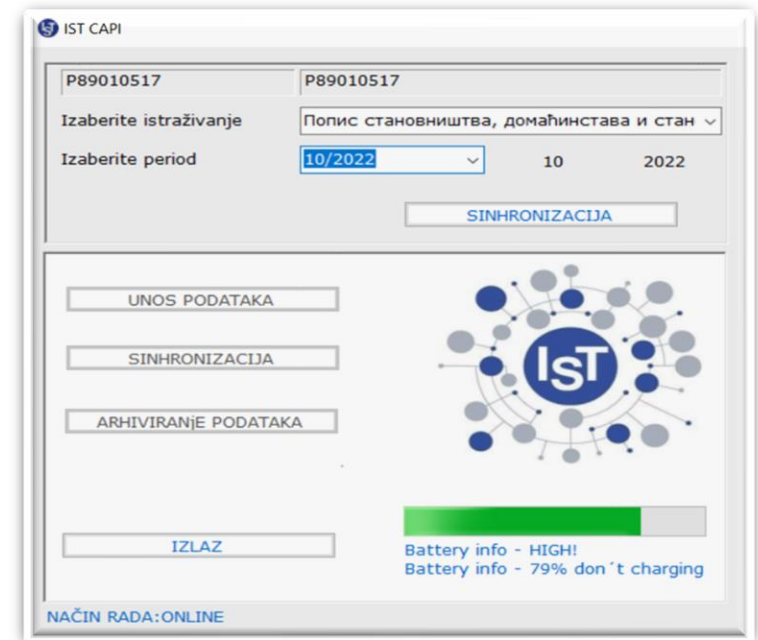 IST CAPI
P89010517 P89010517
Izaberite istraživanje Попис становништва, домаћинстава и стан
Izaberite period 10/2022 10 2022
SINHRONIZACIJA
UNOS PODATAKA
SINHRONIZACIJA
IST
ARHIVIRANjE PODATAKA
IZLAZ
Battery info - HIGH!
Battery info - 79% don´t charging
NAČIN RADA:ONLINE